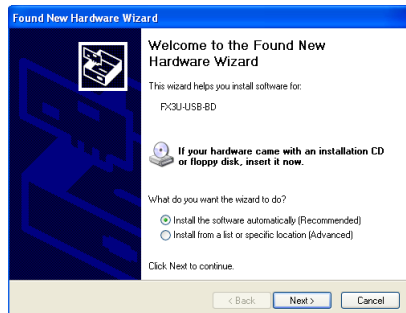 Found New Hardware Wizard
Welcome to the Found New
Hardware Wizard
This wizard helps you install software for:
FX3U-USB-BD
If your hardware came with an installation CD
or floppy disk, insert it now.
What do you want the wizard to do?
Install the software automatically (Recommended)
Install from a list or specific location (Advanced)
Click Next to continue.
< Back Next > Cancel